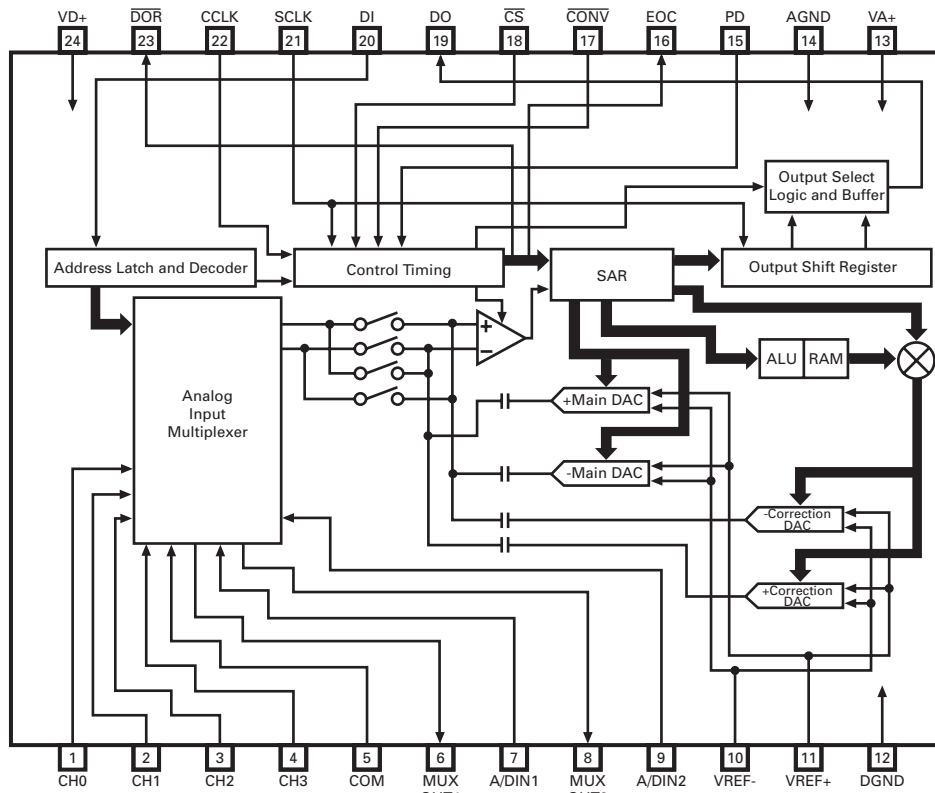 VD+ DOR CCLK SCLK DI DO CS CONV EOC PD AGND VA+
24 23 22 21 20 19 18 17 16 15 14 13
Output Select
Logic and Buffer
Address Latch and Decoder
Control Timing
SAR
Output Shift Register
+
−
ALU RAM
Analog
Input
Multiplexer
+Main DAC
-Main DAC
-Correction
DAC
+Correction
DAC
1 2 3 4 5 6 7 8 9 10 11 12
CH0 CH1 CH2 CH3 COM MUX A/DIN1 MUX A/DIN2 VREF- VREF+ DGND